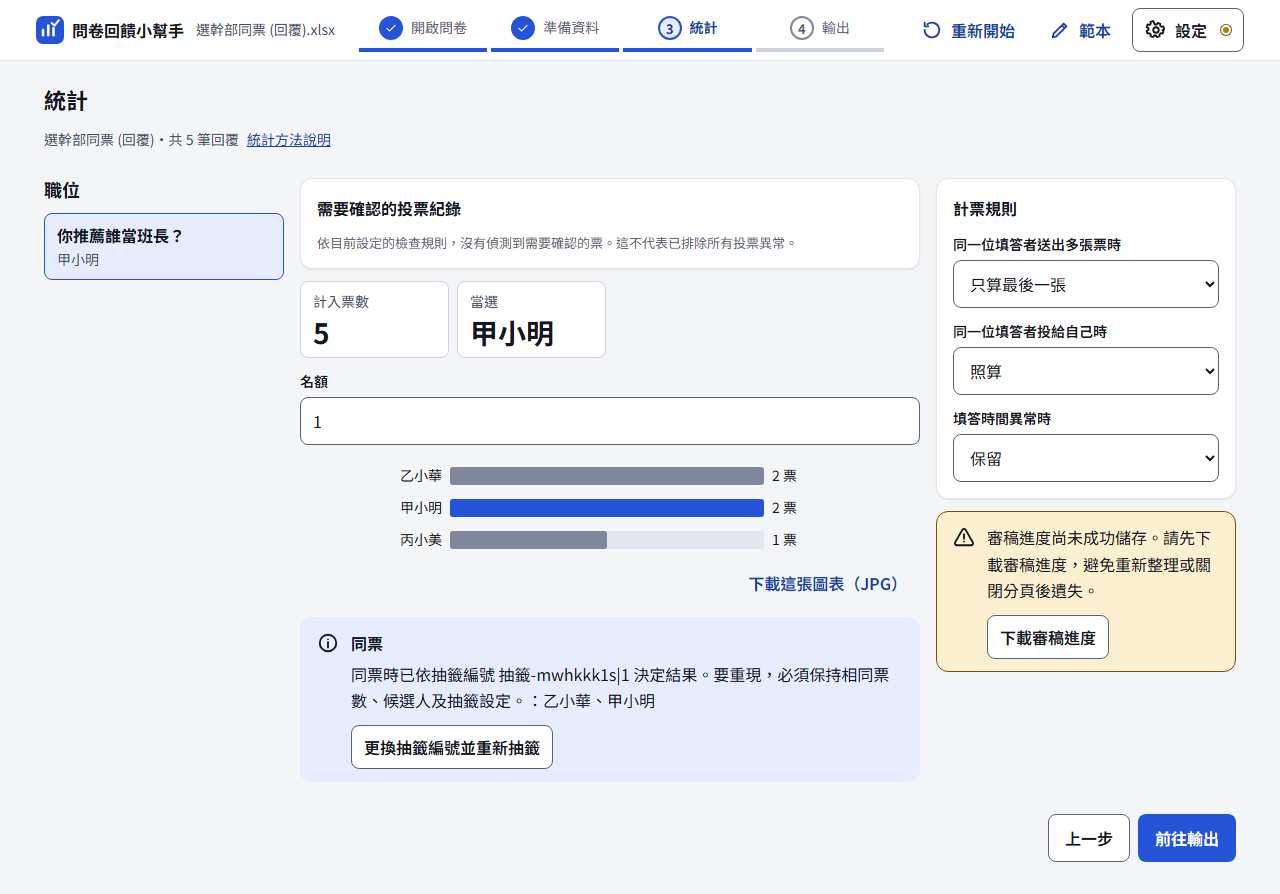 問卷回饋小幫手
選幹部同票 (回覆).xlsx
開啟問卷
準備資料
3 統計
4 輸出
重新開始
範本
設定
統計
選幹部同票 (回覆)・共 5 筆回覆 統計方法說明
職位
你推薦誰當班長？
甲小明
需要確認的投票紀錄
依目前設定的檢查規則，沒有偵測到需要確認的票。這不代表已排除所有投票異常。
計入票數
5
當選
甲小明
名額
1
乙小華 2 票
甲小明 2 票
丙小美 1 票
下載這張圖表（JPG）
同票
同票時已依抽籤編號 抽籤-mwhkkk1s|1 決定結果。要重現，必須保持相同票
數、候選人及抽籤設定。：乙小華、甲小明
更換抽籤編號並重新抽籤
計票規則
同一位填答者送出多張票時
只算最後一張
同一位填答者投給自己時
照算
填答時間異常時
保留
審稿進度尚未成功儲存。請先下
載審稿進度，避免重新整理或關
閉分頁後遺失。
下載審稿進度
上一步
前往輸出